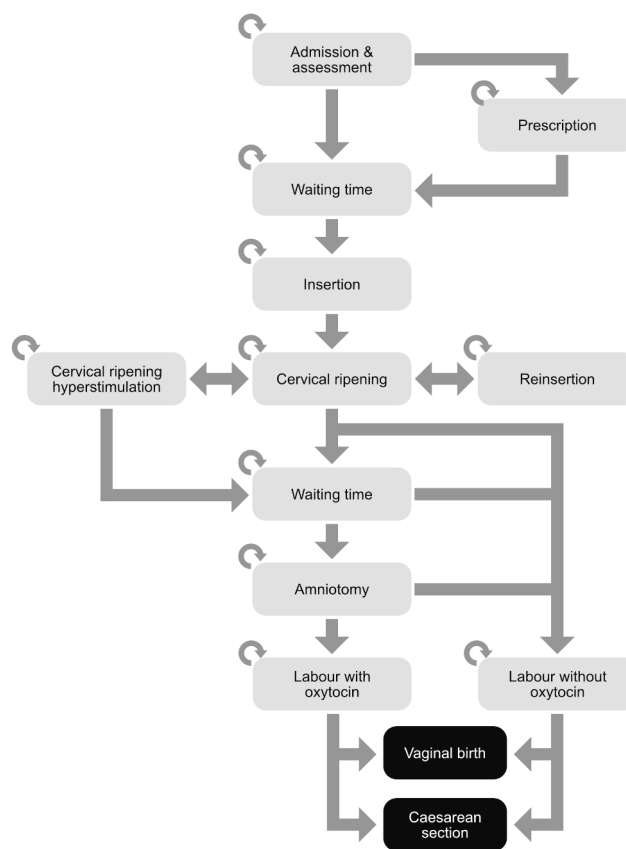 Admission &
assessment
Prescription
Waiting time
Insertion
Cervical ripening
hyperstimulation
Cervical ripening
Reinsertion
Waiting time
Amniotomy
Labour with
oxytocin
Labour without
oxytocin
Vaginal birth
Caesarean
section